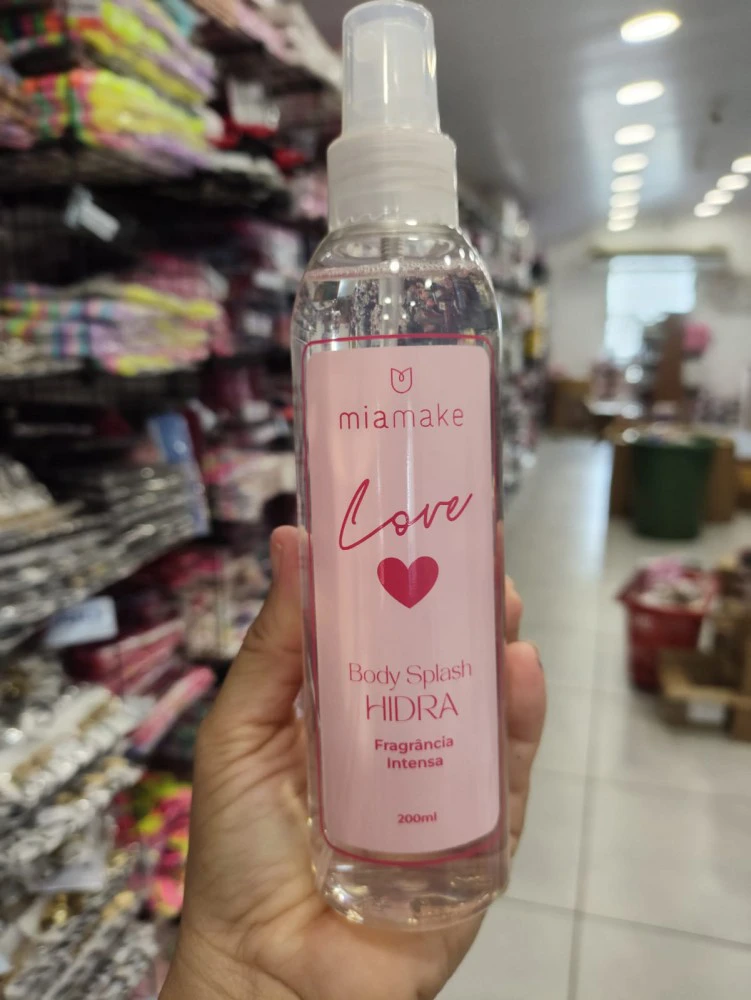 miamake
Love
Body Splash
HIDRA
Fragrância
Intensa
200ml